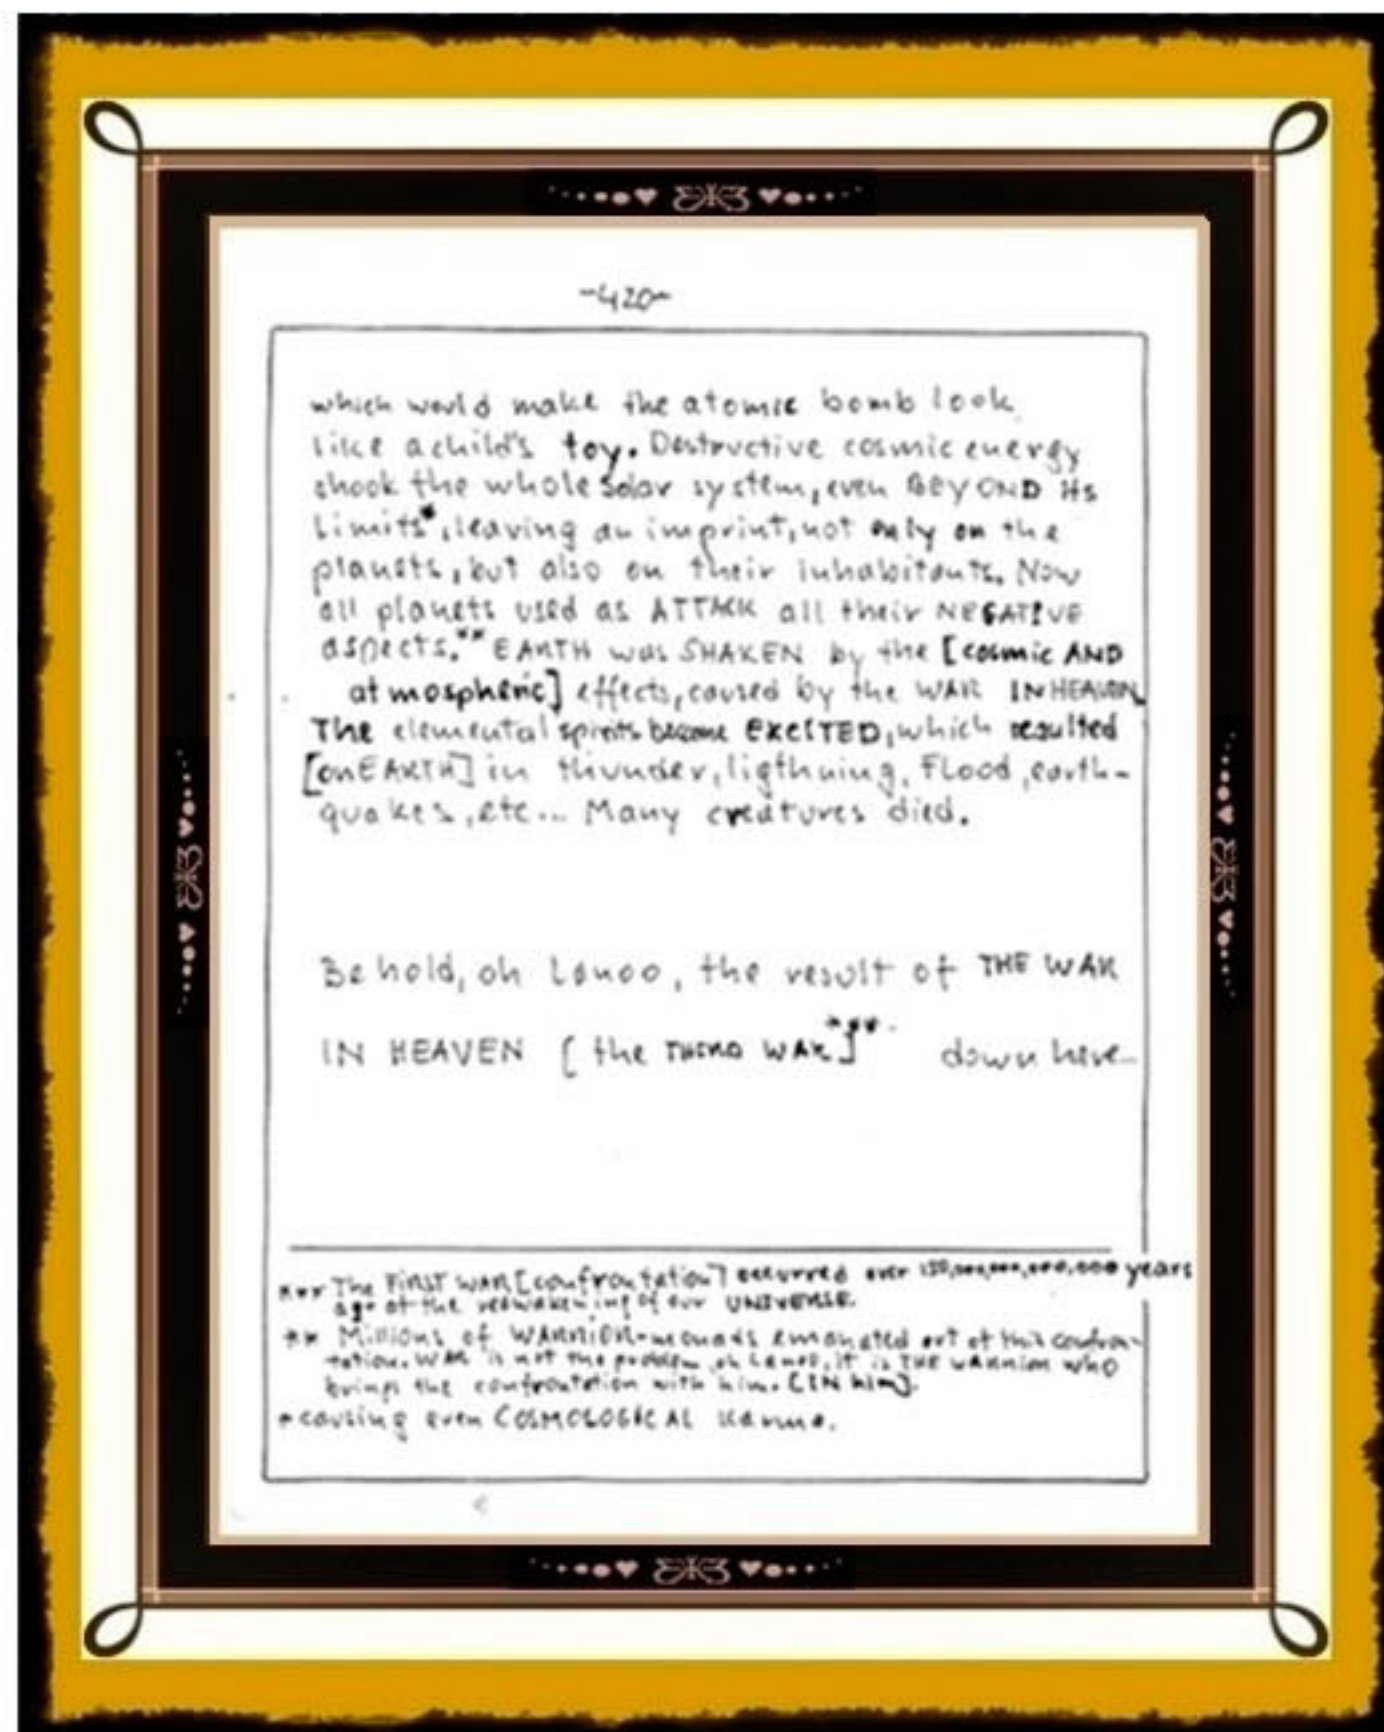 -420-
which would make the atomic bomb look
like a child's toy. Destructive cosmic energy
shook the whole solar system, even BEYOND its
limits*, leaving an imprint, not only on the
planets, but also on their inhabitants. Now
all planets used as ATTACK all their NEGATIVE
aspects.** EARTH was SHAKEN by the [cosmic AND
atmospheric] effects, caused by the WAR IN HEAVEN
The elemental spirits became EXCITED, which resulted
[on EARTH] in thunder, ligthning, Flood, earth-
quakes, etc... Many creatures died.
Behold, oh Lanoo, the result of THE WAR
IN HEAVEN [the THIRD WAR]*** down here...
*** The FIRST WAR [confrontation] occurred over years
ago at the reawakening of our UNIVERSE.
** Millions of WARRIOR-monads emanated out of this confron-
tation. WAR is not the problem, oh Lanoo, it is THE WARRIOR who
brings the confrontation with him. [IN him].
* causing even COSMOLOGICAL Karma.